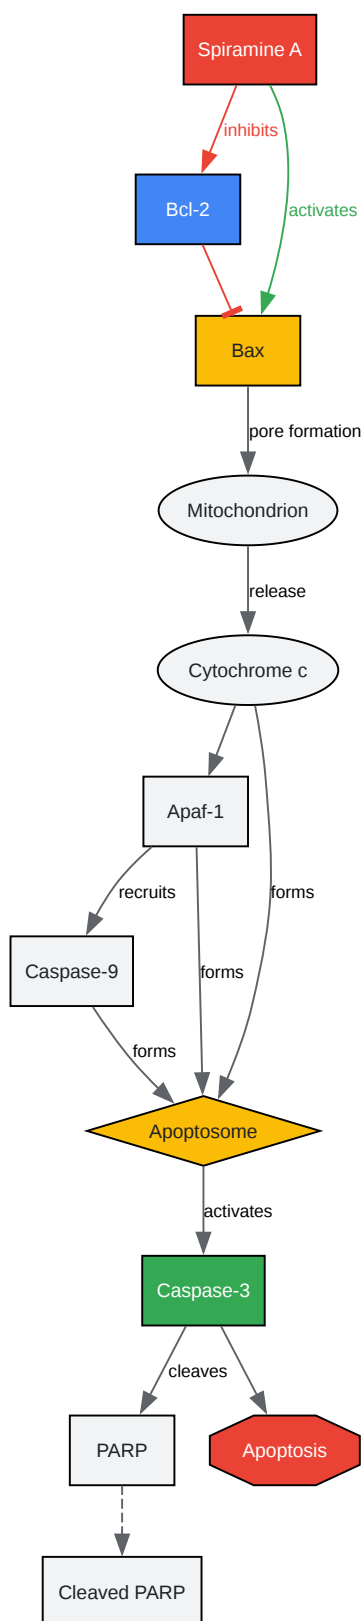 Spiramine A
inhibits
Bcl-2
activates
Bax
pore formation
Mitochondrion
release
Cytochrome c
Apaf-1
recruits
forms
Caspase-9
forms
forms
Apoptosome
activates
Caspase-3
cleaves
PARP
Apoptosis
Cleaved PARP